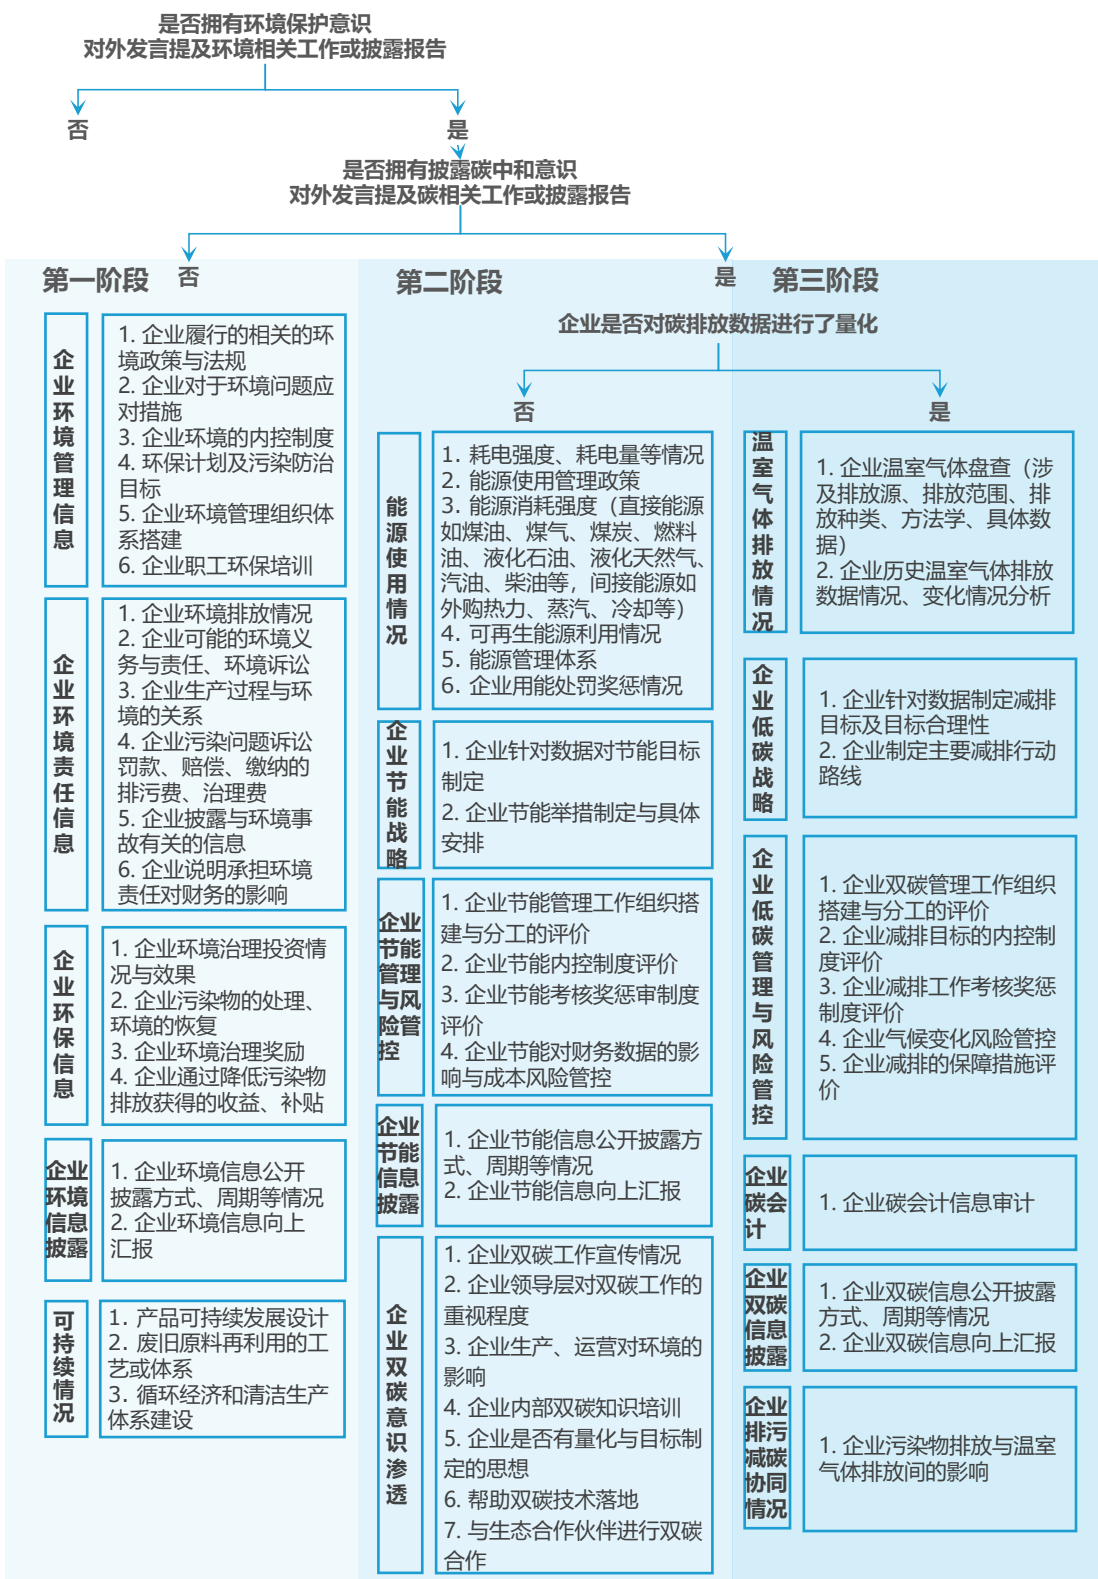 是否拥有环境保护意识
对外发言提及环境相关工作或披露报告
否
是
是否拥有披露碳中和意识
对外发言提及碳相关工作或披露报告
第一阶段
否
第二阶段
是
第三阶段
企业环境管理信息
1. 企业履行的相关的环
境政策与法规
2. 企业对于环境问题应
对措施
3. 企业环境的内控制度
4. 环保计划及污染防治
目标
5. 企业环境管理组织体
系搭建
6. 企业职工环保培训
企业环境责任信息
1. 企业环境排放情况
2. 企业可能的环境义
务与责任、环境诉讼
3. 企业生产过程与环
境的关系
4. 企业污染问题诉讼
罚款、赔偿、缴纳的
排污费、治理费
5. 企业披露与环境事
故有关的信息
6. 企业说明承担环境
责任对财务的影响
企业环保信息
1. 企业环境治理投资情
况与效果
2. 企业污染物的处理、
环境的恢复
3. 企业环境治理奖励
4. 企业通过降低污染物
排放获得的收益、补贴
企业
环境
信息
披露
1. 企业环境信息公开
披露方式、周期等情况
2. 企业环境信息向上
汇报
可持续情况
1. 产品可持续发展设计
2. 废旧原料再利用的工
艺或体系
3. 循环经济和清洁生产
体系建设
企业是否对碳排放数据进行了量化
否
是
能源使用情况
1. 耗电强度、耗电量等情况
2. 能源使用管理政策
3. 能源消耗强度（直接能源
如煤油、煤气、煤炭、燃料
油、液化石油、液化天然气、
汽油、柴油等，间接能源如
外购热力、蒸汽、冷却等）
4. 可再生能源利用情况
5. 能源管理体系
6. 企业用能处罚奖惩情况
企业节能战略
1. 企业针对数据对节能目标
制定
2. 企业节能举措制定与具体
安排
企业
节能
管理
与风
险管
控
1. 企业节能管理工作组织搭
建与分工的评价
2. 企业节能内控制度评价
3. 企业节能考核奖惩审制度
评价
4. 企业节能对财务数据的影
响与成本风险管控
企业
节能
信息
披露
1. 企业节能信息公开披露方
式、周期等情况
2. 企业节能信息向上汇报
企业双碳意识渗透
1. 企业双碳工作宣传情况
2. 企业领导层对双碳工作的
重视程度
3. 企业生产、运营对环境的
影响
4. 企业内部双碳知识培训
5. 企业是否有量化与目标制
定的思想
6. 帮助双碳技术落地
7. 与生态合作伙伴进行双碳
合作
温室气体排放情况
1. 企业温室气体盘查（涉
及排放源、排放范围、排
放种类、方法学、具体数
据）
2. 企业历史温室气体排放
数据情况、变化情况分析
企业低碳战略
1. 企业针对数据制定减排
目标及目标合理性
2. 企业制定主要减排行动
路线
企业低碳管理与风险管控
1. 企业双碳管理工作组织
搭建与分工的评价
2. 企业减排目标的内控制
度评价
3. 企业减排工作考核奖惩
制度评价
4. 企业气候变化风险管控
5. 企业减排的保障措施评
价
企业
碳会
计
1. 企业碳会计信息审计
企业
双碳
信息
披露
1. 企业双碳信息公开披露
方式、周期等情况
2. 企业双碳信息向上汇报
企业
排污
减碳
协同
情况
1. 企业污染物排放与温室
气体排放间的影响